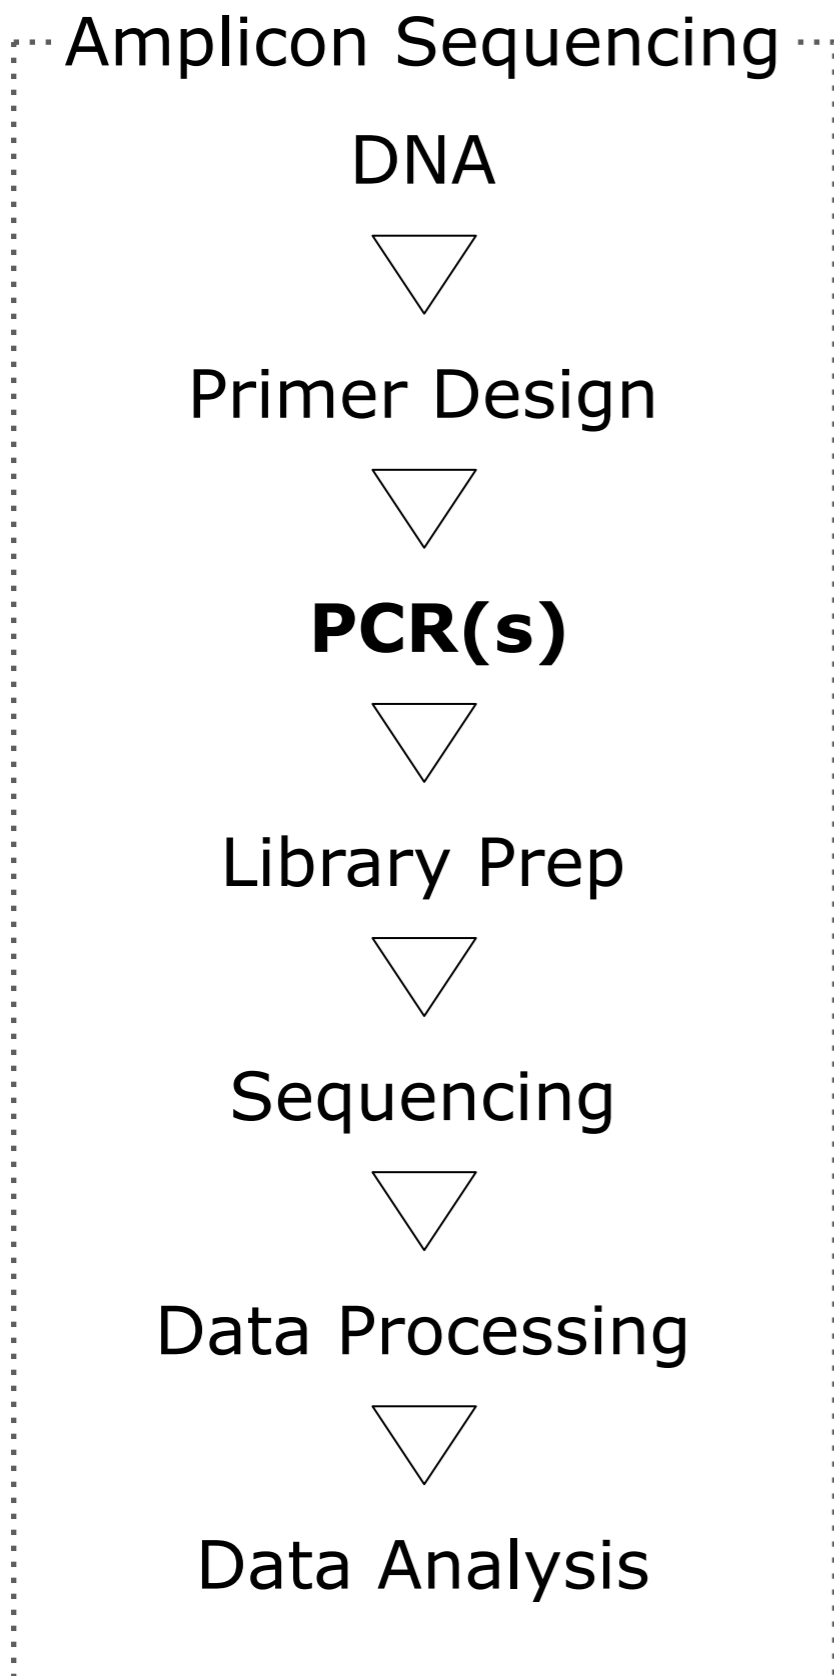 Amplicon Sequencing
DNA
Primer Design
PCR(s)
Library Prep
Sequencing
Data Processing
Data Analysis